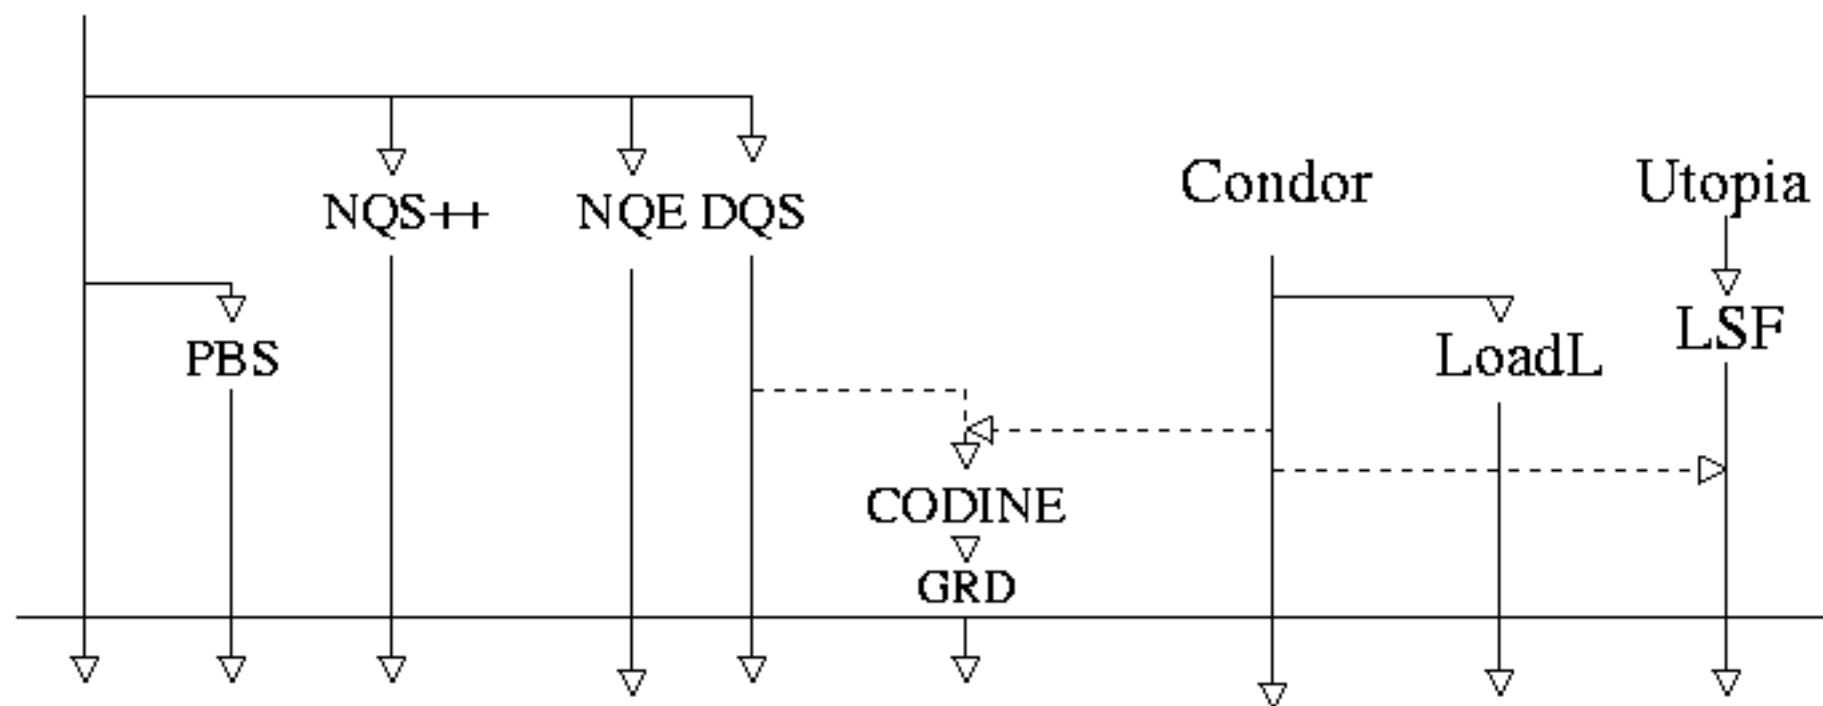 Condor Utopia
NQS++ NQE DQS
LSF
PBS LoadL
CODINE
GRD